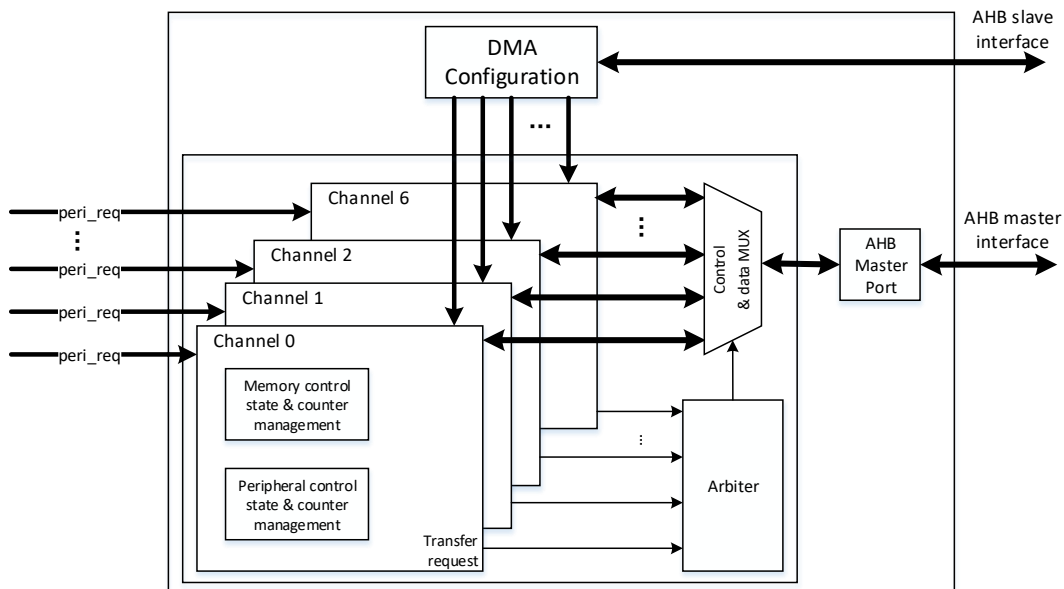 AHB slave
interface
DMA
Configuration
...
Channel 6
peri_req
...
...
Channel 2
peri_req
Channel 1
peri_req
Channel 0
peri_req
Control
& data MUX
AHB
Master
Port
AHB master
interface
Memory control
state & counter
management
Peripheral control
state & counter
management
Transfer
request
...
Arbiter